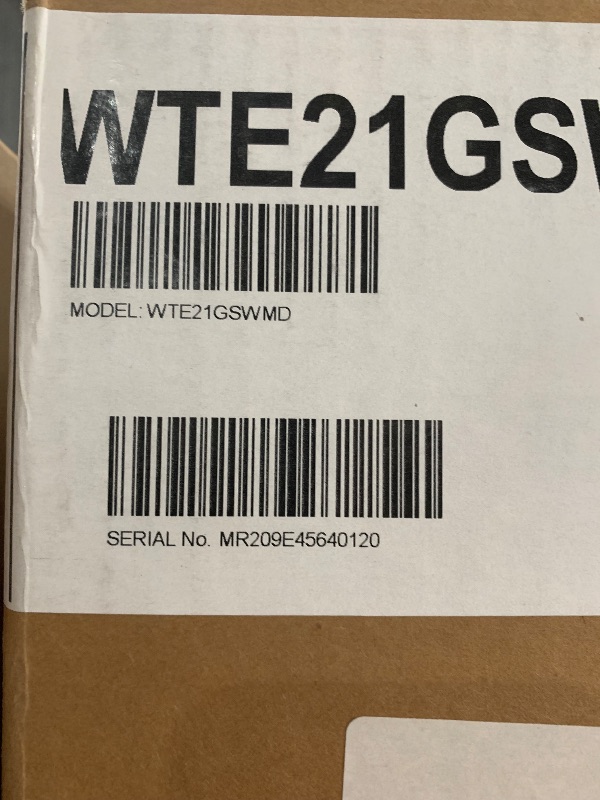 WTE21GSW
MODEL: WTE21GSWMD
SERIAL No. MR209E45640120